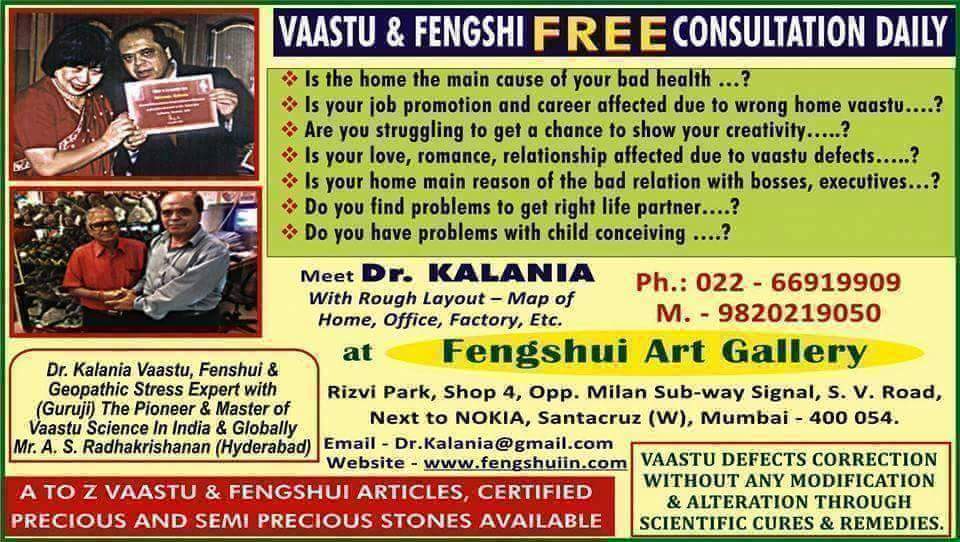 VAASTU & FENGSHI FREE CONSULTATION DAILY
❖ Is the home the main cause of your bad health ...?
❖ Is your job promotion and career affected due to wrong home vaastu....?
❖ Are you struggling to get a chance to show your creativity.....?
❖ Is your love, romance, relationship affected due to vaastu defects.....?
❖ Is your home main reason of the bad relation with bosses, executives...?
❖ Do you find problems to get right life partner....?
❖ Do you have problems with child conceiving ....?
Meet Dr. KALANIA
With Rough Layout – Map of
Home, Office, Factory, Etc.
Ph.: 022 - 66919909
M. - 9820219050
at Fengshui Art Gallery
Rizvi Park, Shop 4, Opp. Milan Sub-way Signal, S. V. Road,
Next to NOKIA, Santacruz (W), Mumbai - 400 054.
Email - Dr.Kalania@gmail.com
Website - www.fengshuiin.com
Dr. Kalania Vaastu, Fenshui &
Geopathic Stress Expert with
(Guruji) The Pioneer & Master of
Vaastu Science In India & Globally
Mr. A. S. Radhakrishanan (Hyderabad)
A TO Z VAASTU & FENGSHUI ARTICLES, CERTIFIED
PRECIOUS AND SEMI PRECIOUS STONES AVAILABLE
VAASTU DEFECTS CORRECTION
WITHOUT ANY MODIFICATION
& ALTERATION THROUGH
SCIENTIFIC CURES & REMEDIES.